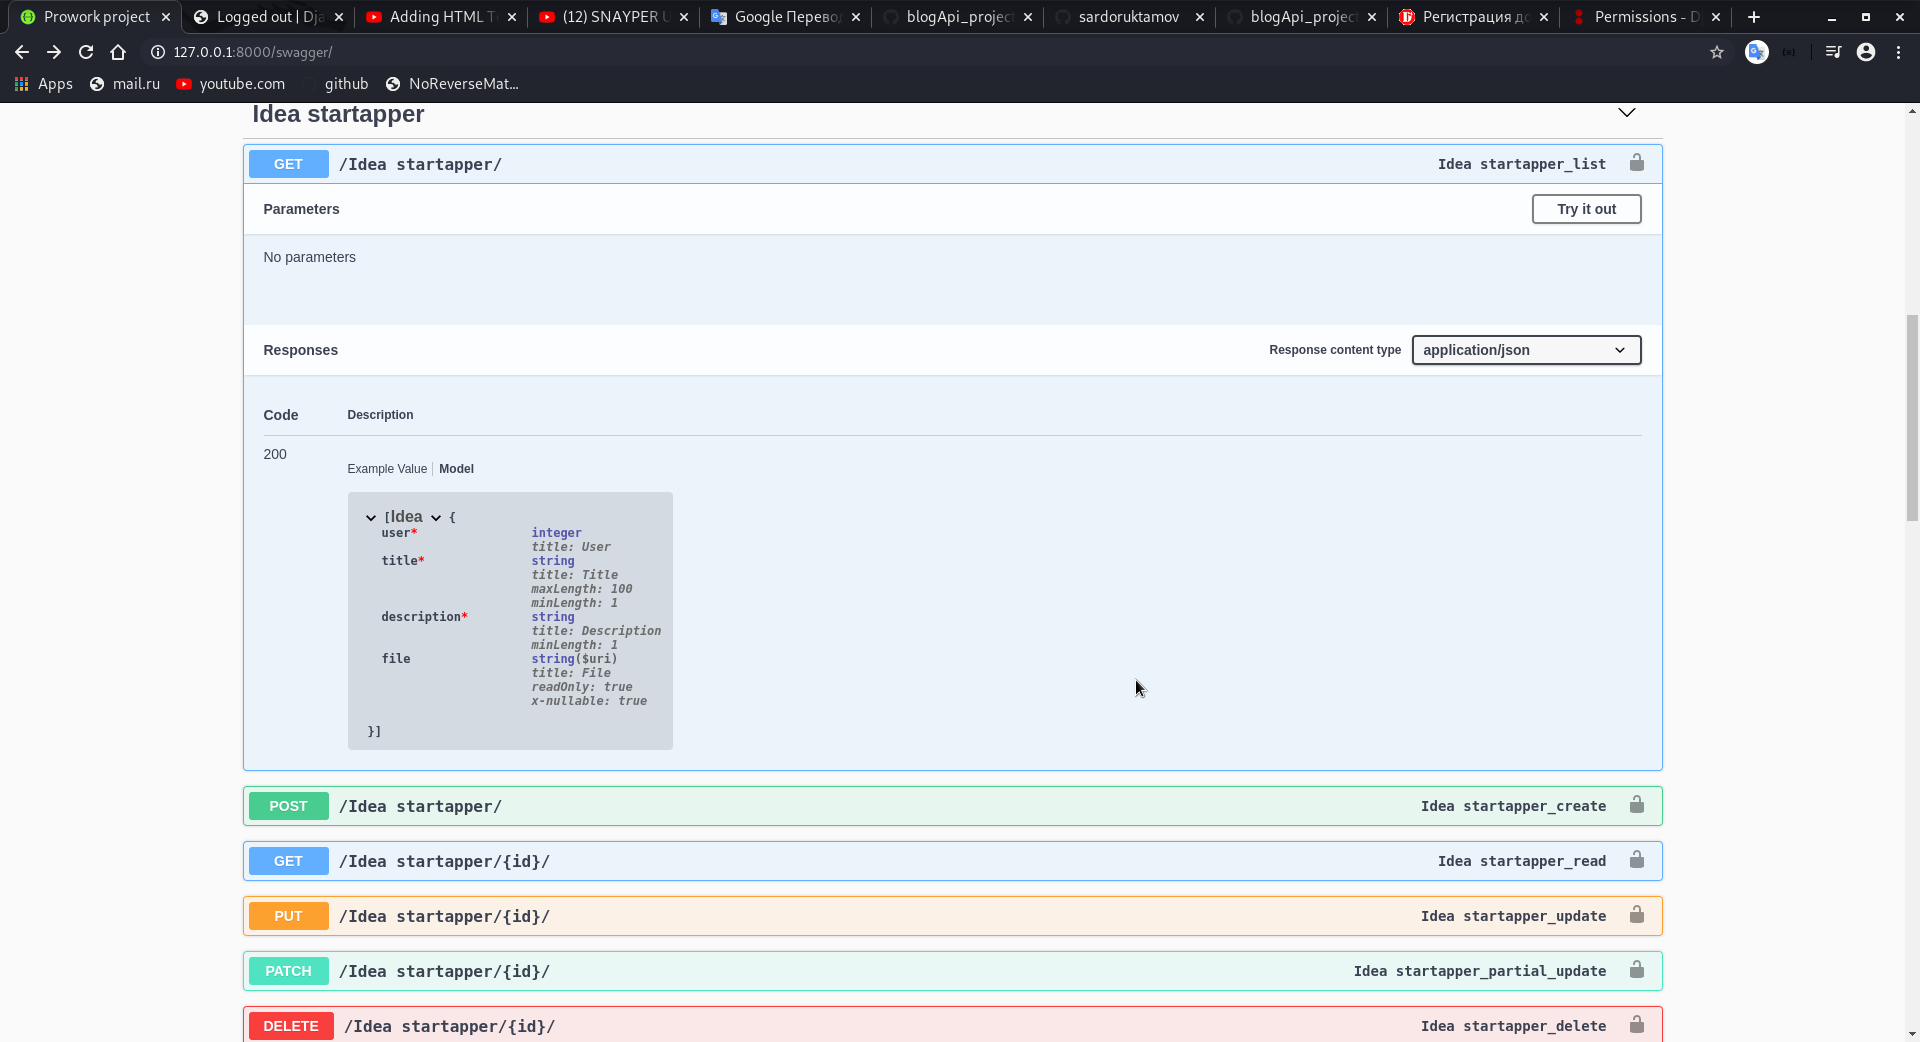 Prowork project
Logged out | Dja
Adding HTML T
(12) SNAYPER U
Google Перево
blogApi_project
sardoruktamov
blogApi_project
Регистрация до
Permissions - D
127.0.0.1:8000/swagger/
Apps
mail.ru
youtube.com
github
NoReverseMat...
Idea startapper
GET /Idea startapper/ Idea startapper_list
Parameters Try it out
No parameters
Responses Response content type application/json
Code Description
200
Example Value Model
[Idea {
user* integer
title: User
title* string
title: Title
maxLength: 100
minLength: 1
description* string
title: Description
minLength: 1
file string($uri)
title: File
readOnly: true
x-nullable: true
}]
POST /Idea startapper/ Idea startapper_create
GET /Idea startapper/{id}/ Idea startapper_read
PUT /Idea startapper/{id}/ Idea startapper_update
PATCH /Idea startapper/{id}/ Idea startapper_partial_update
DELETE /Idea startapper/{id}/ Idea startapper_delete